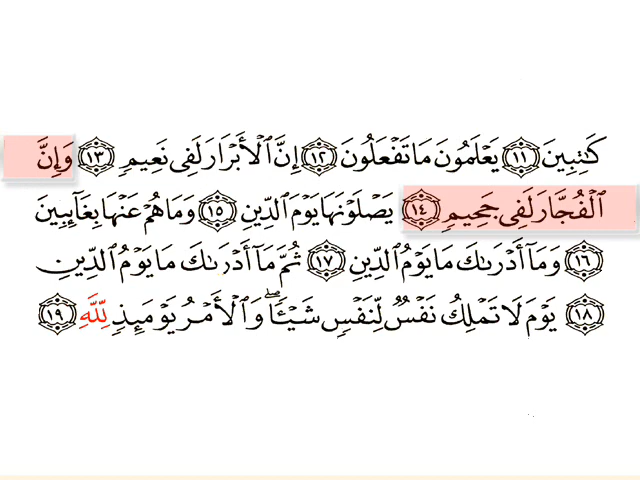 كَٰتِبِينَ ۝١١ يَعْلَمُونَ مَا تَفْعَلُونَ ۝١٢ إِنَّ ٱلْأَبْرَارَ لَفِى نَعِيمٍ ۝١٣ وَإِنَّ
ٱلْفُجَّارَ لَفِى جَحِيمٍ ۝١٤ يَصْلَوْنَهَا يَوْمَ ٱلدِّينِ ۝١٥ وَمَا هُمْ عَنْهَا بِغَآئِبِينَ
۝١٦ وَمَآ أَدْرَىٰكَ مَا يَوْمُ ٱلدِّينِ ۝١٧ ثُمَّ مَآ أَدْرَىٰكَ مَا يَوْمُ ٱلدِّينِ
۝١٨ يَوْمَ لَا تَمْلِكُ نَفْسٌ لِّنَفْسٍ شَيْـًٔا ۖ وَٱلْأَمْرُ يَوْمَئِذٍ لِّلَّهِ ۝١٩